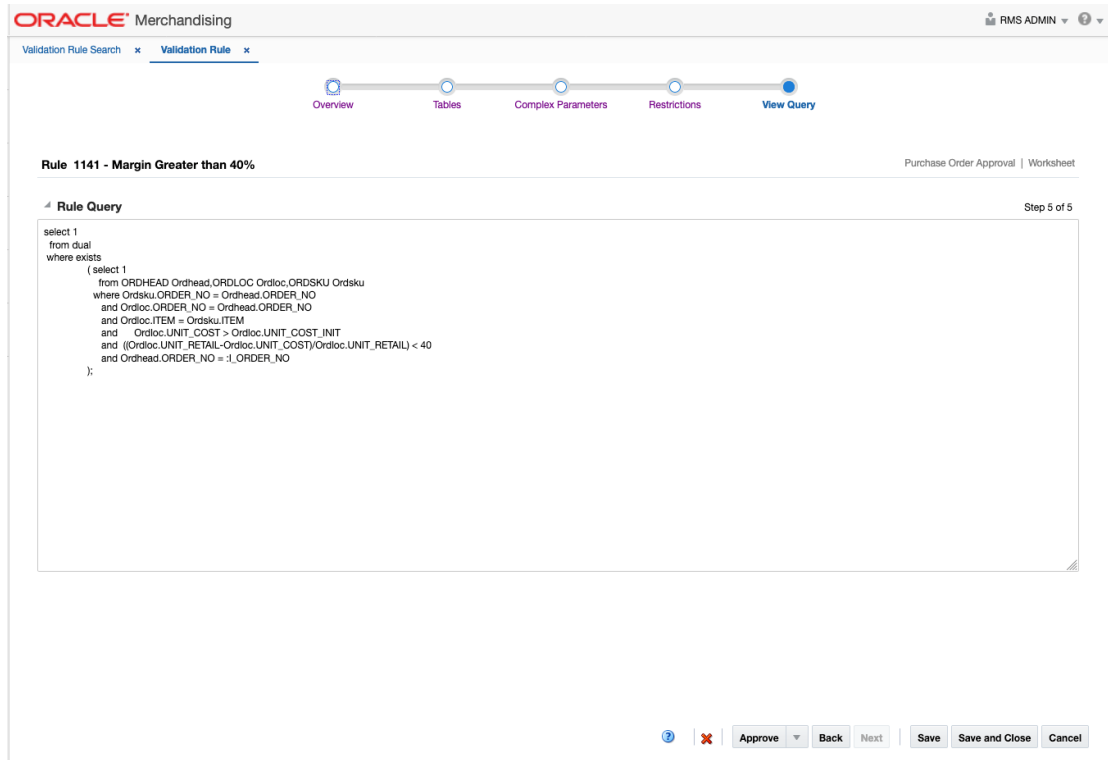 ORACLE® Merchandising
RMS ADMIN
Validation Rule Search × Validation Rule ×
Overview Tables Complex Parameters Restrictions View Query
Rule 1141 - Margin Greater than 40% Purchase Order Approval | Worksheet
Rule Query Step 5 of 5
select 1
from dual
where exists
( select 1
from ORDHEAD Ordhead,ORDLOC Ordloc,ORDSKU Ordsku
where Ordsku.ORDER_NO = Ordhead.ORDER_NO
and Ordloc.ORDER_NO = Ordhead.ORDER_NO
and Ordloc.ITEM = Ordsku.ITEM
and Ordloc.UNIT_COST > Ordloc.UNIT_COST_INIT
and ((Ordloc.UNIT_RETAIL-Ordloc.UNIT_COST)/Ordloc.UNIT_RETAIL) < 40
and Ordhead.ORDER_NO = :I_ORDER_NO
);
Approve Back Next Save Save and Close Cancel